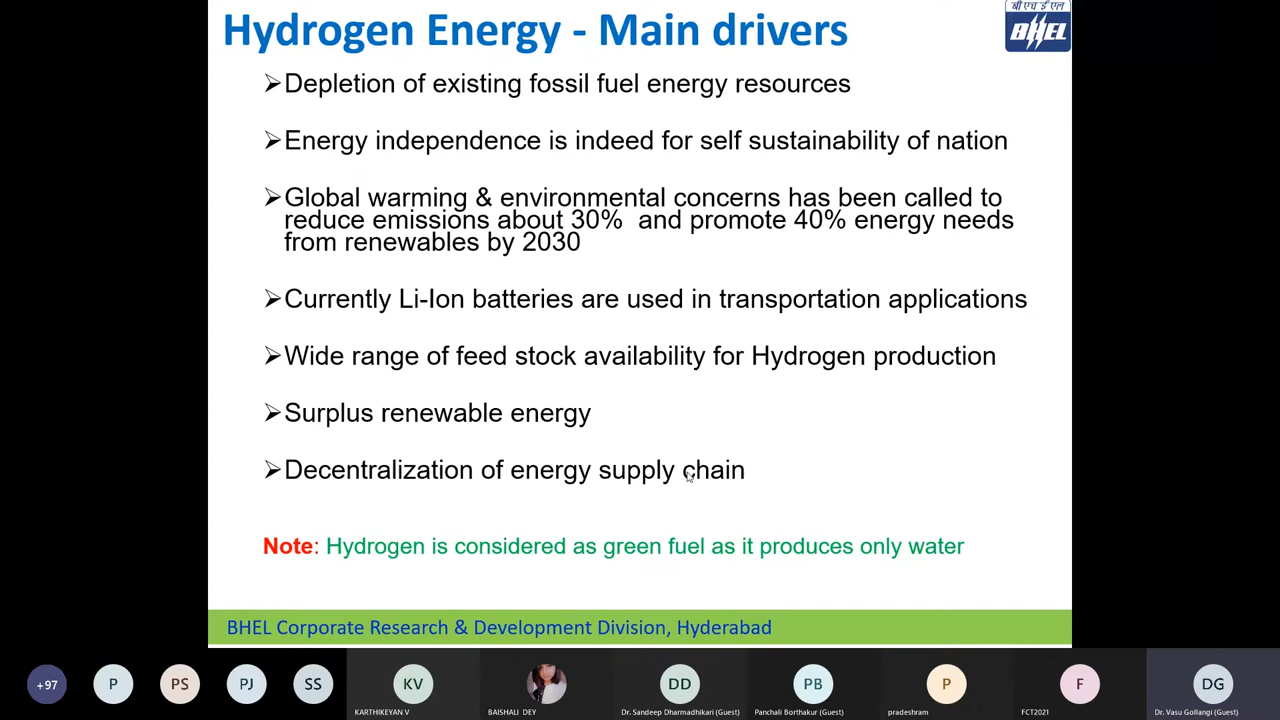 Hydrogen Energy - Main drivers
बी एच ई एल
BHEL
➢Depletion of existing fossil fuel energy resources
➢Energy independence is indeed for self sustainability of nation
➢Global warming & environmental concerns has been called to
reduce emissions about 30%  and promote 40% energy needs
from renewables by 2030
➢Currently Li-Ion batteries are used in transportation applications
➢Wide range of feed stock availability for Hydrogen production
➢Surplus renewable energy
➢Decentralization of energy supply chain
Note: Hydrogen is considered as green fuel as it produces only water
BHEL Corporate Research & Development Division, Hyderabad
+97 P PS PJ SS KV DD PB P F DG
KARTHIKEYAN V BAISHALI DEY Dr. Sandeep Dharmadhikari (Guest) Panchali Borthakur (Guest) pradeshram FCT2021 Dr. Vasu Gollangi (Guest)